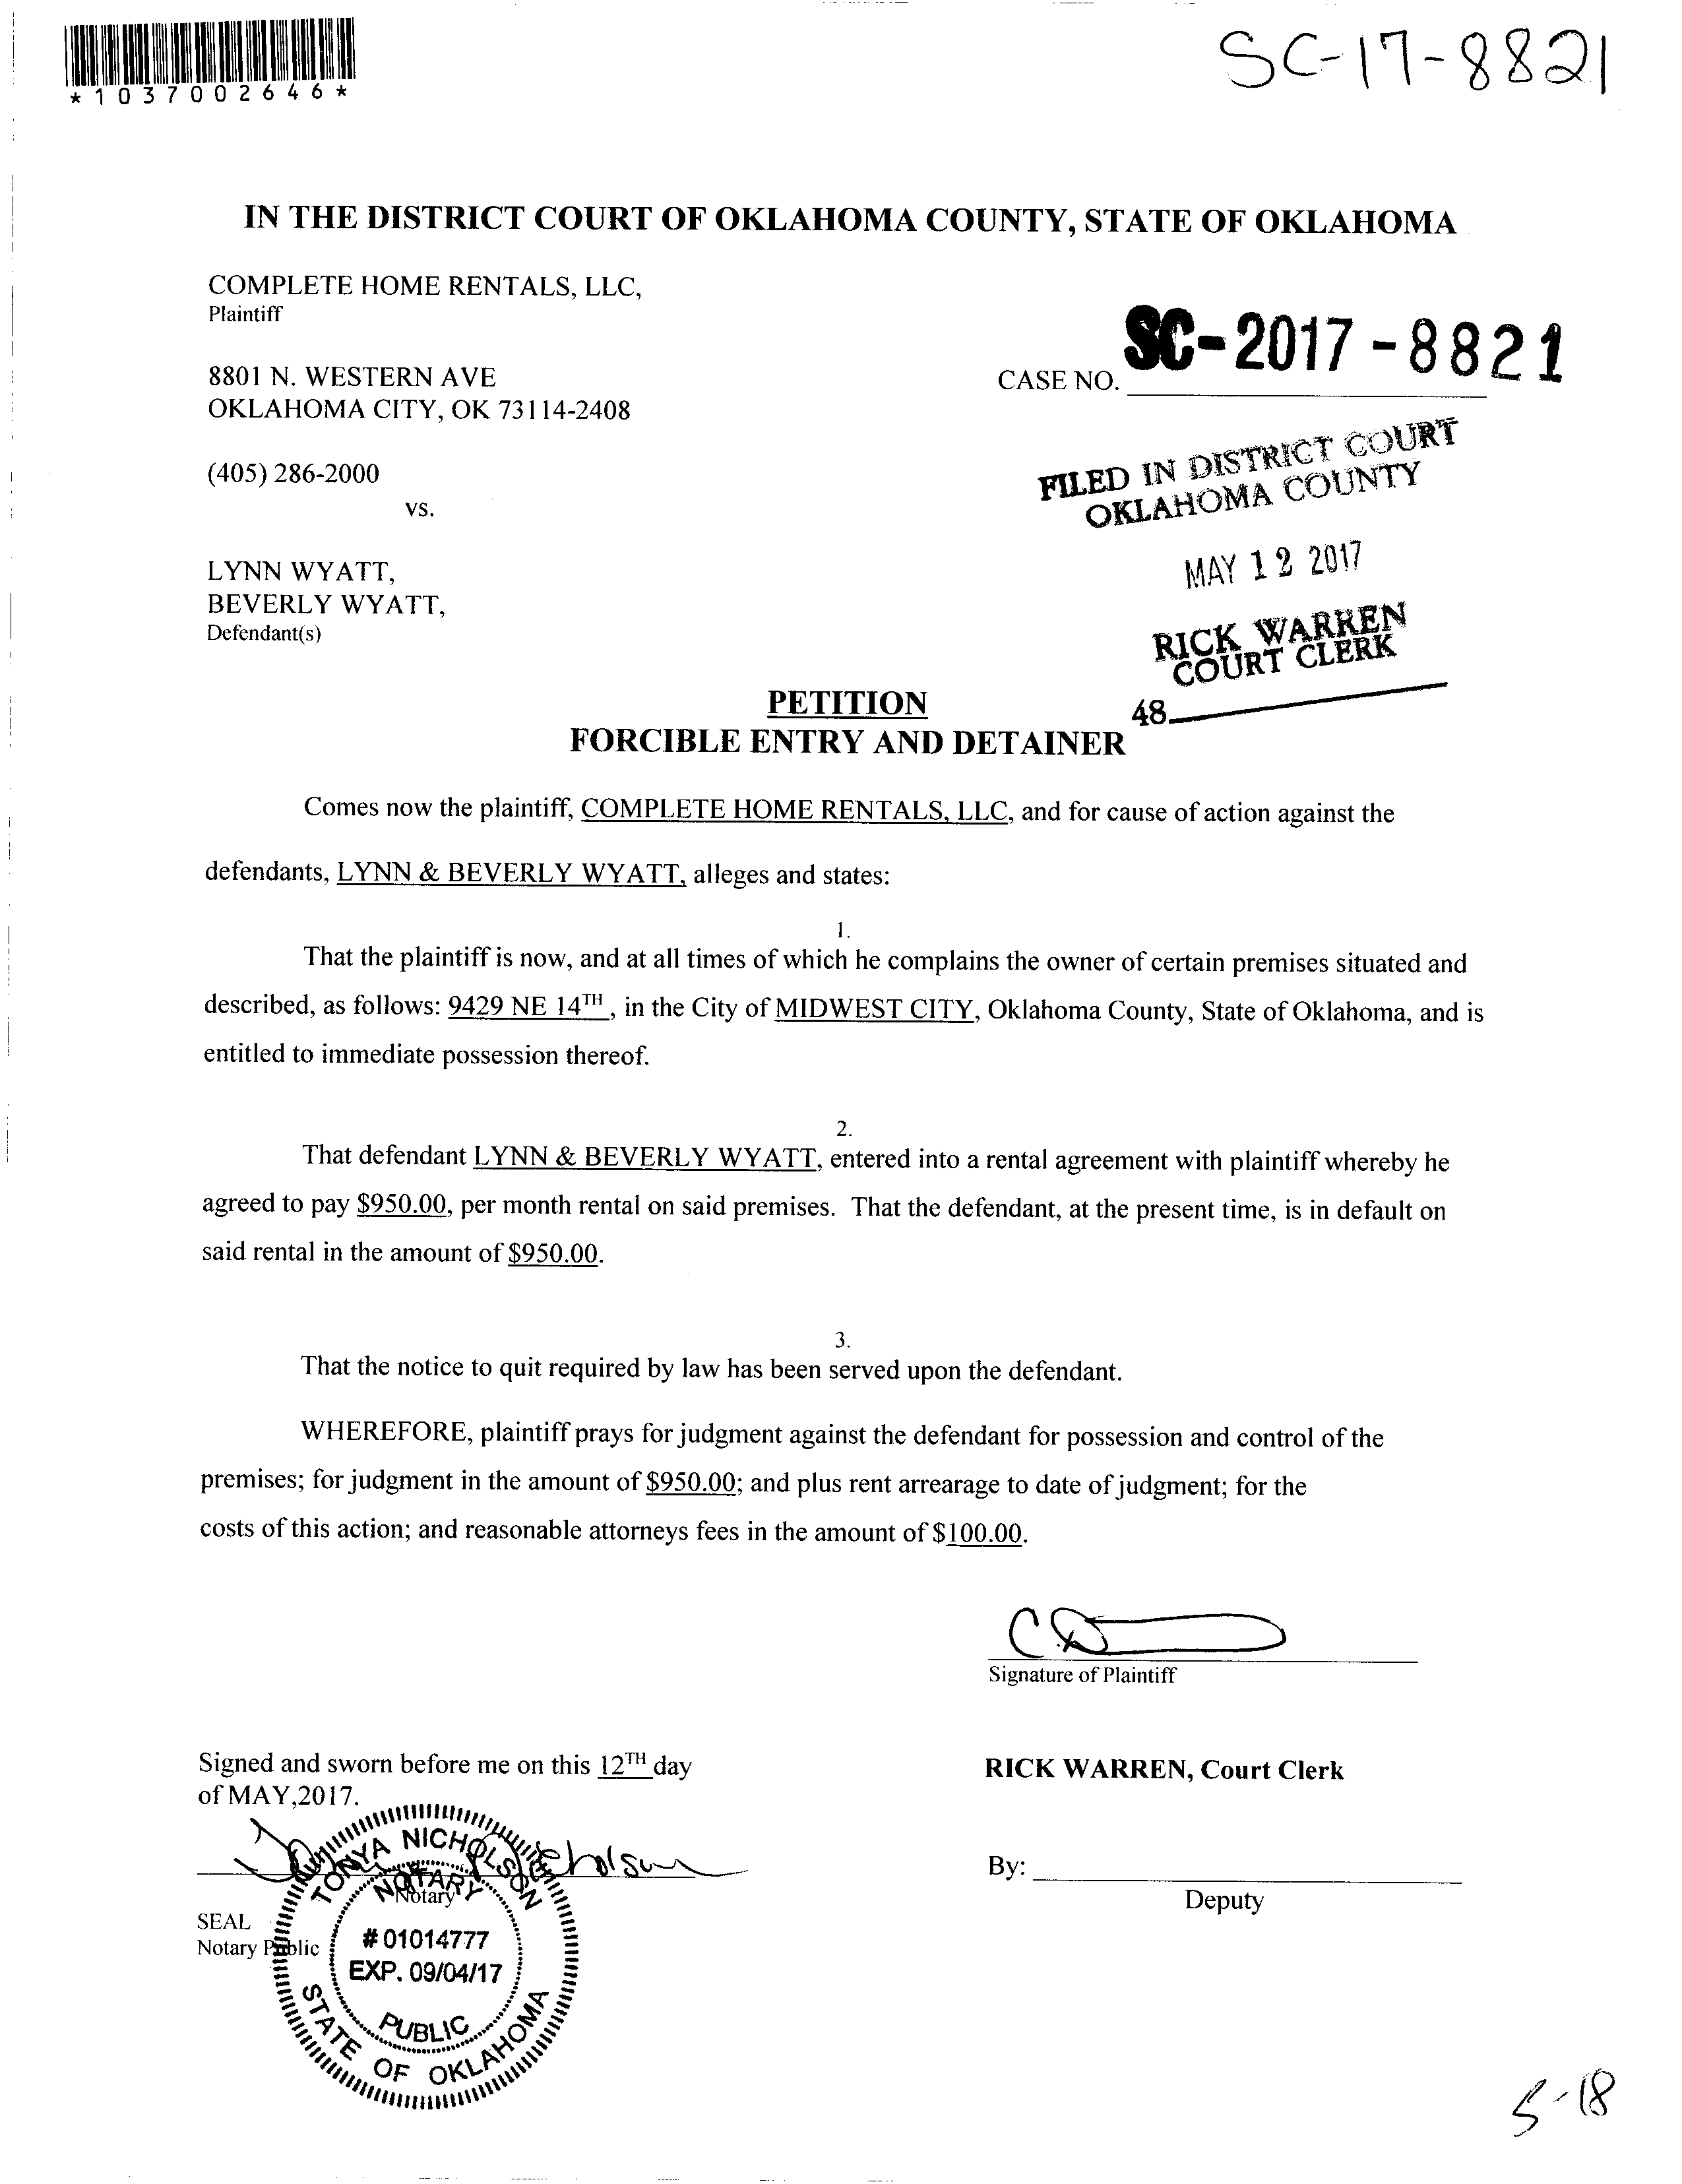 SC-17-8821
*1037002646*
IN THE DISTRICT COURT OF OKLAHOMA COUNTY, STATE OF OKLAHOMA
COMPLETE HOME RENTALS, LLC,
Plaintiff
8801 N. WESTERN AVE
OKLAHOMA CITY, OK 73114-2408
(405) 286-2000
vs.
LYNN WYATT,
BEVERLY WYATT,
Defendant(s)
CASE NO. SC-2017-8821
FILED IN DISTRICT COURT
OKLAHOMA COUNTY
MAY 12 2017
RICK WARREN
COURT CLERK
48
PETITION
FORCIBLE ENTRY AND DETAINER
Comes now the plaintiff, COMPLETE HOME RENTALS, LLC, and for cause of action against the
defendants, LYNN & BEVERLY WYATT, alleges and states:
1.
That the plaintiff is now, and at all times of which he complains the owner of certain premises situated and
described, as follows: 9429 NE 14TH , in the City of MIDWEST CITY, Oklahoma County, State of Oklahoma, and is
entitled to immediate possession thereof.
2.
That defendant LYNN & BEVERLY WYATT, entered into a rental agreement with plaintiff whereby he
agreed to pay $950.00, per month rental on said premises. That the defendant, at the present time, is in default on
said rental in the amount of $950.00.
3.
That the notice to quit required by law has been served upon the defendant.
WHEREFORE, plaintiff prays for judgment against the defendant for possession and control of the
premises; for judgment in the amount of $950.00; and plus rent arrearage to date of judgment; for the
costs of this action; and reasonable attorneys fees in the amount of $100.00.
Signature of Plaintiff
Signed and sworn before me on this 12TH day
of MAY,2017.
RICK WARREN, Court Clerk
By:
Deputy
Notary
SEAL
Notary Public
TONYA NICHOLSON
NOTARY
# 01014777
EXP. 09/04/17
PUBLIC
STATE OF OKLAHOMA
5-18